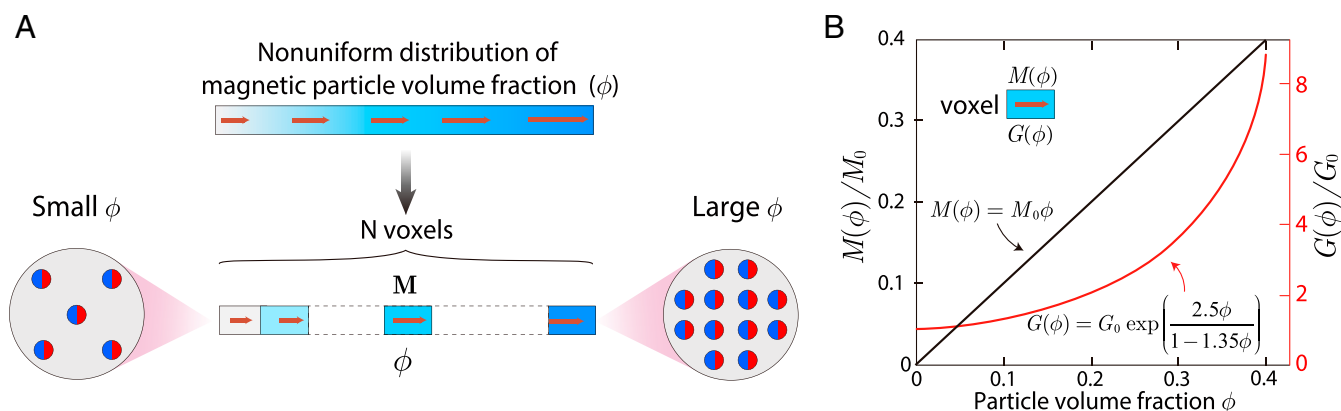 A
Nonuniform distribution of
magnetic particle volume fraction (ϕ)
Small ϕ
Large ϕ
N voxels
M
ϕ
B
0.4
0.3
0.2
0.1
0
M(ϕ)/M₀
voxel
M(ϕ)
G(ϕ)
M(ϕ) = M₀ϕ
G(ϕ) = G₀ exp(2.5ϕ / 1−1.35ϕ)
8
6
4
2
0
G(ϕ)/G₀
0 0.1 0.2 0.3 0.4
Particle volume fraction ϕ